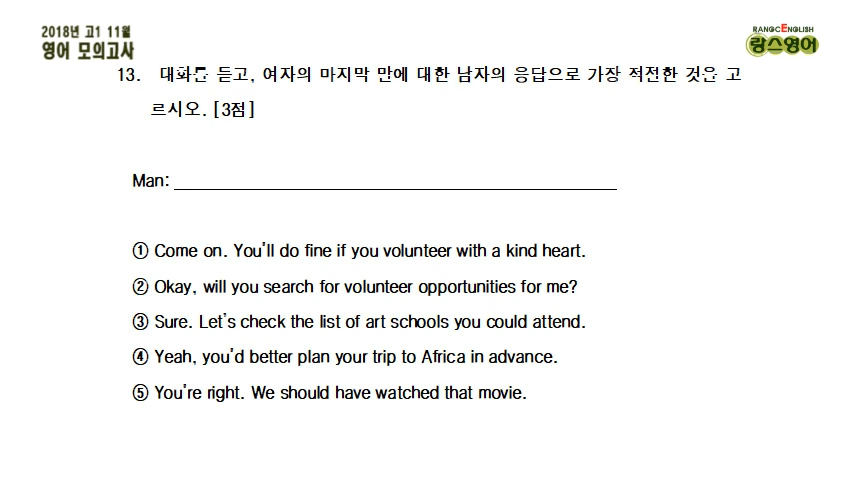 2018년 고1 11월
영어 모의고사
RANGCENGLISH
랑스영어
13. 대화를 듣고, 여자의 마지막 말에 대한 남자의 응답으로 가장 적절한 것을 고
르시오. [3점]
Man:
① Come on. You'll do fine if you volunteer with a kind heart.
② Okay, will you search for volunteer opportunities for me?
③ Sure. Let's check the list of art schools you could attend.
④ Yeah, you'd better plan your trip to Africa in advance.
⑤ You're right. We should have watched that movie.